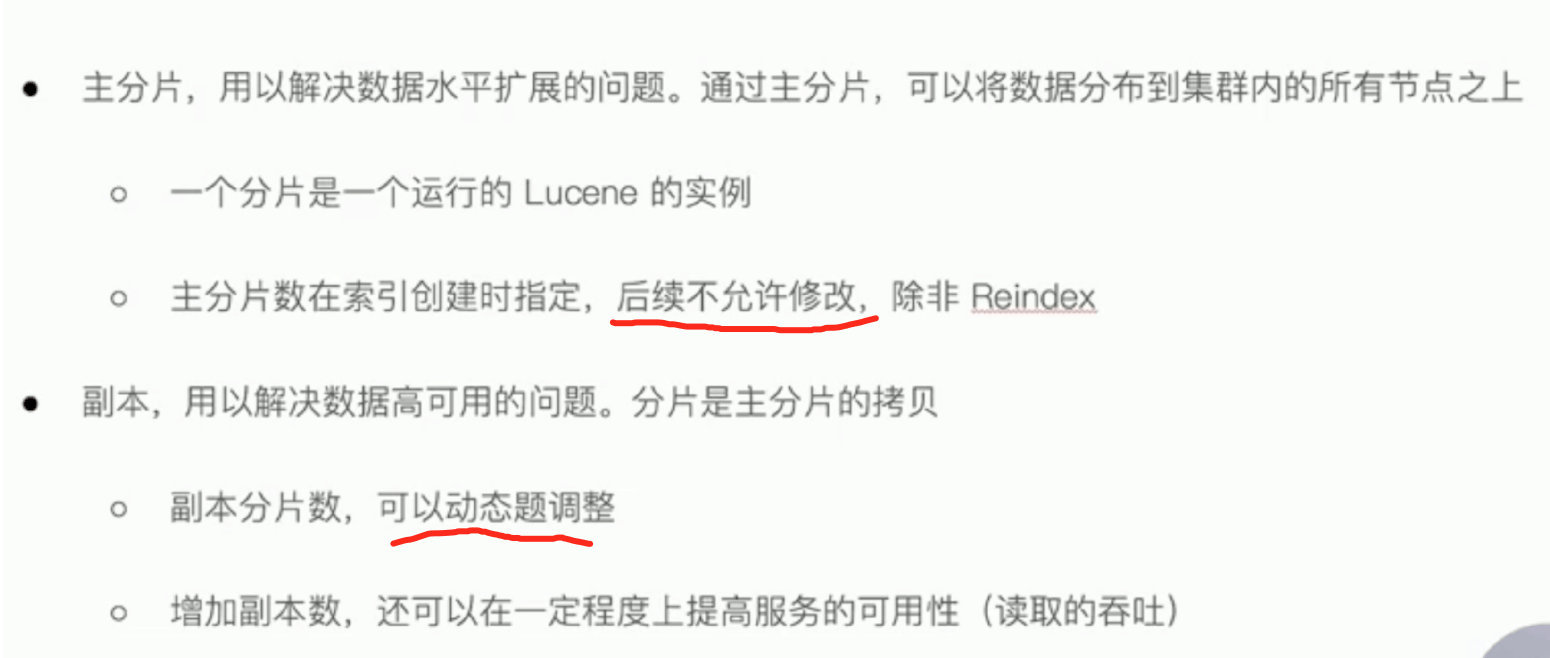 ● 主分片，用以解决数据水平扩展的问题。通过主分片，可以将数据分布到集群内的所有节点之上
○ 一个分片是一个运行的 Lucene 的实例
○ 主分片数在索引创建时指定，后续不允许修改，除非 Reindex
● 副本，用以解决数据高可用的问题。分片是主分片的拷贝
○ 副本分片数，可以动态题调整
○ 增加副本数，还可以在一定程度上提高服务的可用性（读取的吞吐）